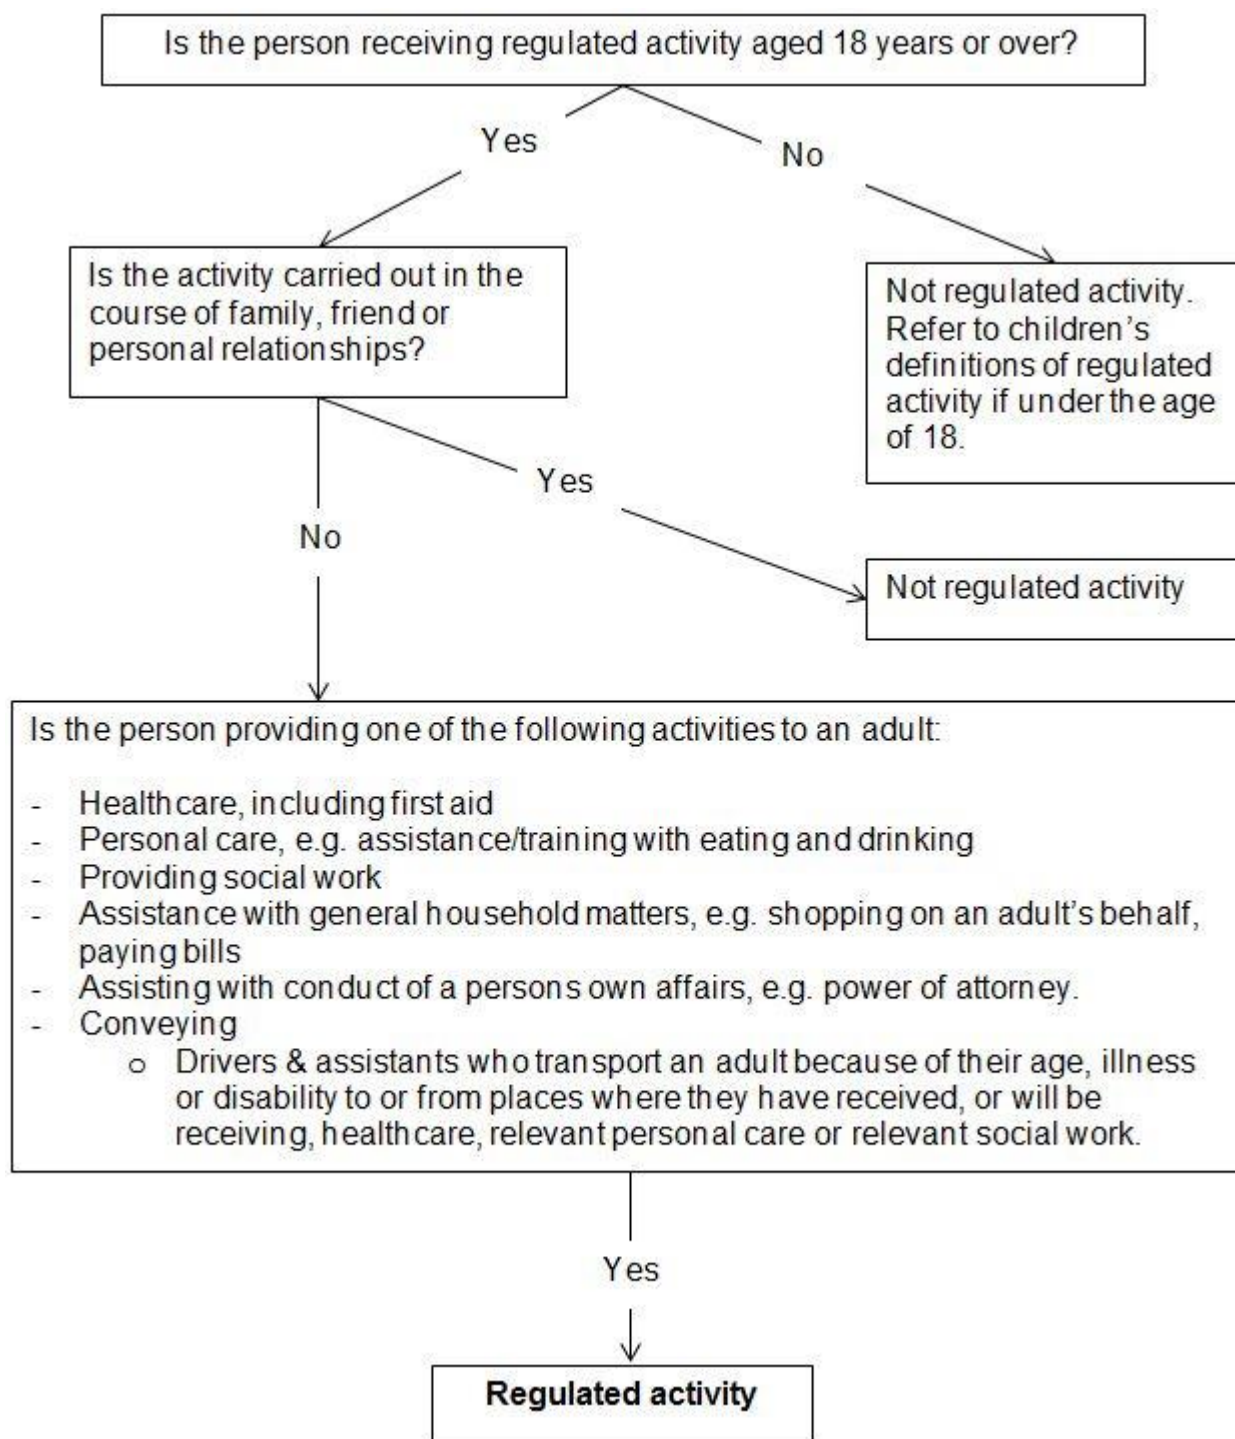 Is the person receiving regulated activity aged 18 years or over?
Yes
No
Is the activity carried out in the
course of family, friend or
personal relationships?
Not regulated activity.
Refer to children’s
definitions of regulated
activity if under the age
of 18.
Yes
No
Not regulated activity
Is the person providing one of the following activities to an adult:
- Healthcare, including first aid
- Personal care, e.g. assistance/training with eating and drinking
- Providing social work
- Assistance with general household matters, e.g. shopping on an adult’s behalf,
paying bills
- Assisting with conduct of a persons own affairs, e.g. power of attorney.
- Conveying
o Drivers & assistants who transport an adult because of their age, illness
or disability to or from places where they have received, or will be
receiving, healthcare, relevant personal care or relevant social work.
Yes
Regulated activity